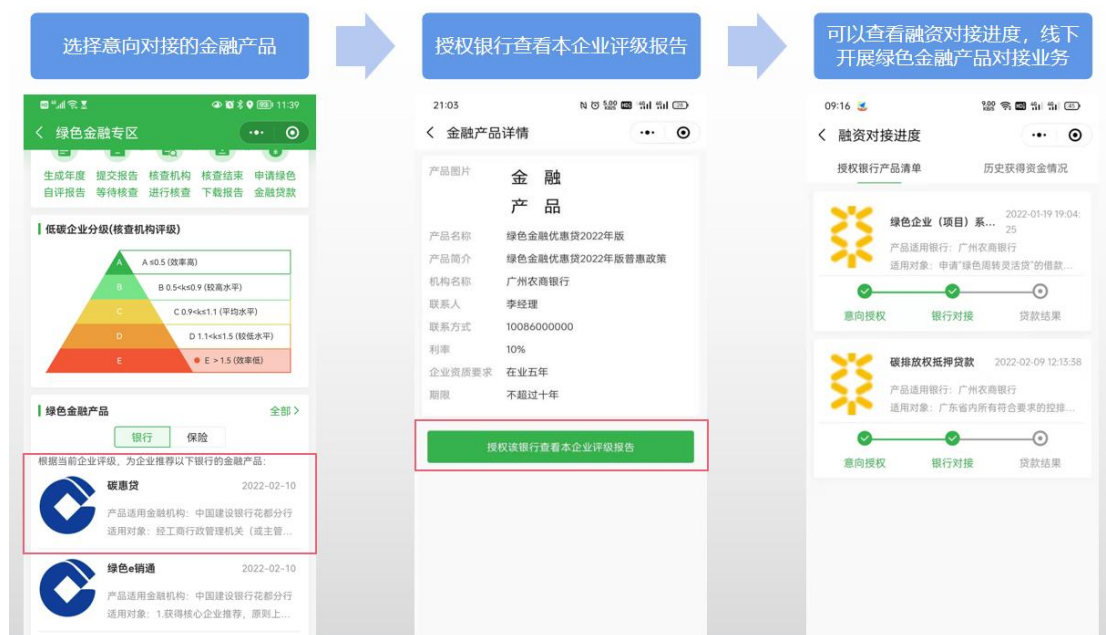 选择意向对接的金融产品
授权银行查看本企业评级报告
可以查看融资对接进度，线下
开展绿色金融产品对接业务
11:39
绿色金融专区
生成年度
自评报告
提交报告
等待核查
核查机构
进行核查
核查结束
下载报告
申请绿色
金融贷款
低碳企业分级(核查机构评级)
A
A ≤0.5 (效率高)
B
B 0.5<k≤0.9 (较高水平)
C
C 0.9<k≤1.1 (平均水平)
D
D 1.1<k≤1.5 (较低水平)
E
E > 1.5 (效率低)
绿色金融产品
全部 >
银行
保险
根据当前企业评级，为企业推荐以下银行的金融产品:
碳惠贷
2022-02-10
产品适用金融机构: 中国建设银行花都分行
适用对象: 经工商行政管理机关（或主管...
绿色e销通
2022-02-10
产品适用金融机构: 中国建设银行花都分行
适用对象: 1.获得核心企业推荐，原则上...
21:03
金融产品详情
产品图片
金 融
产 品
产品名称 绿色金融优惠贷2022年版
产品简介 绿色金融优惠贷2022年版普惠政策
机构名称 广州农商银行
联系人 李经理
联系方式 10086000000
利率 10%
企业资质要求 在业五年
期限 不超过十年
授权该银行查看本企业评级报告
09:16
融资对接进度
授权银行产品清单
历史获得资金情况
绿色企业（项目）系...
2022-01-19 19:04:
25
产品适用银行: 广州农商银行
适用对象: 申请“绿色周转灵活贷”的借款...
意向授权
银行对接
贷款结果
碳排放权抵押贷款
2022-02-09 12:13:58
产品适用银行: 广州农商银行
适用对象: 广东省内所有符合要求的控排...
意向授权
银行对接
贷款结果